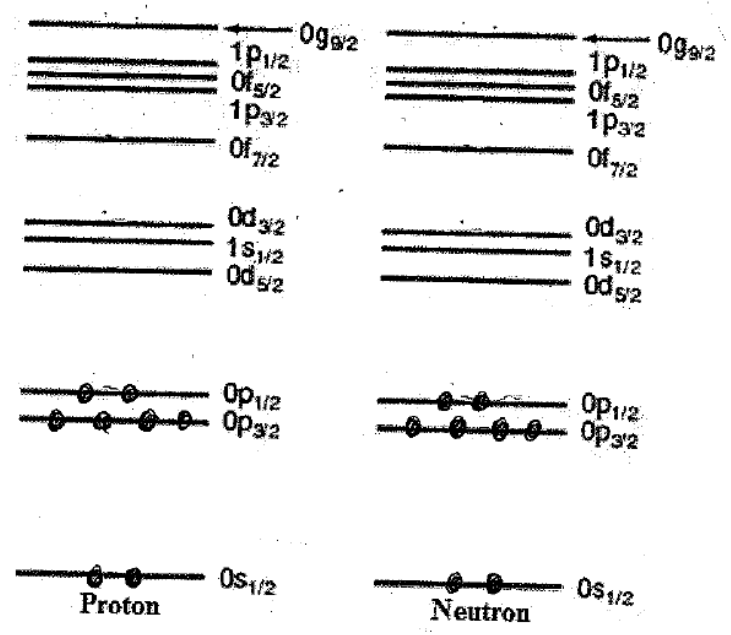 0g9/2
1p1/2
0f5/2
1p3/2
0f7/2
0d3/2
1s1/2
0d5/2
0p1/2
0p3/2
0s1/2
Proton
0g9/2
1p1/2
0f5/2
1p3/2
0f7/2
0d3/2
1s1/2
0d5/2
0p1/2
0p3/2
0s1/2
Neutron